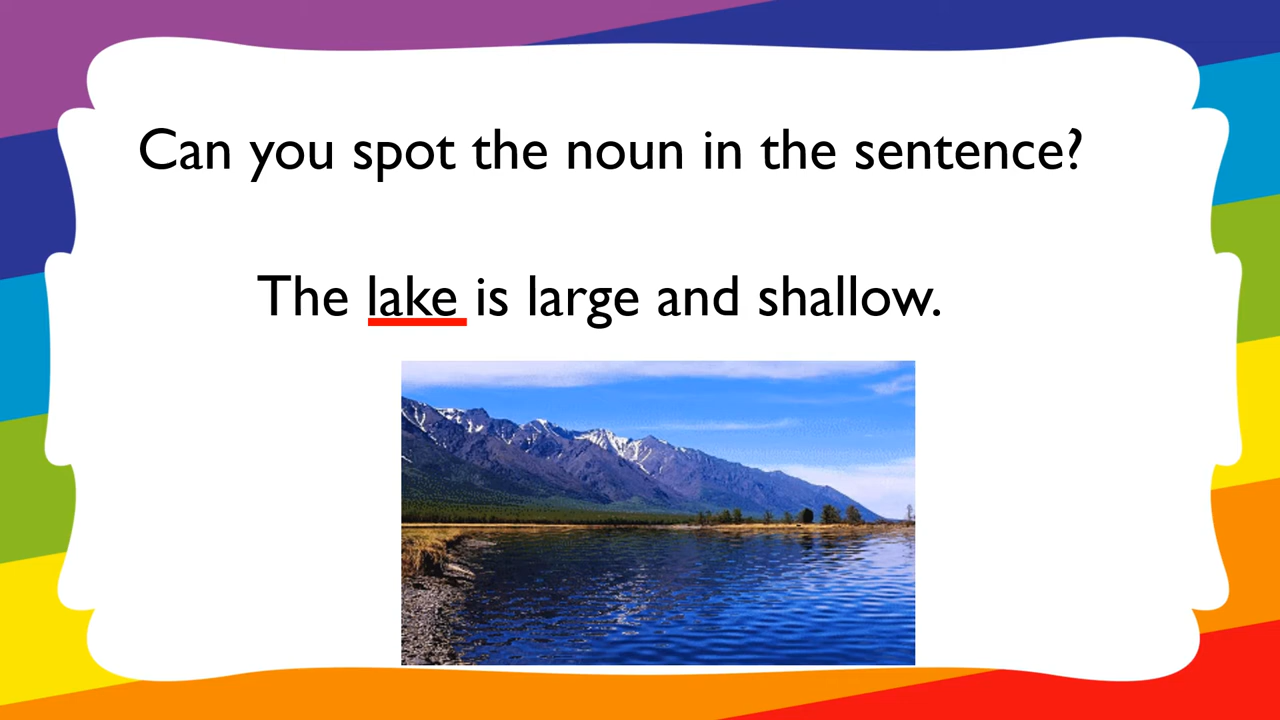 Can you spot the noun in the sentence?
The lake is large and shallow.